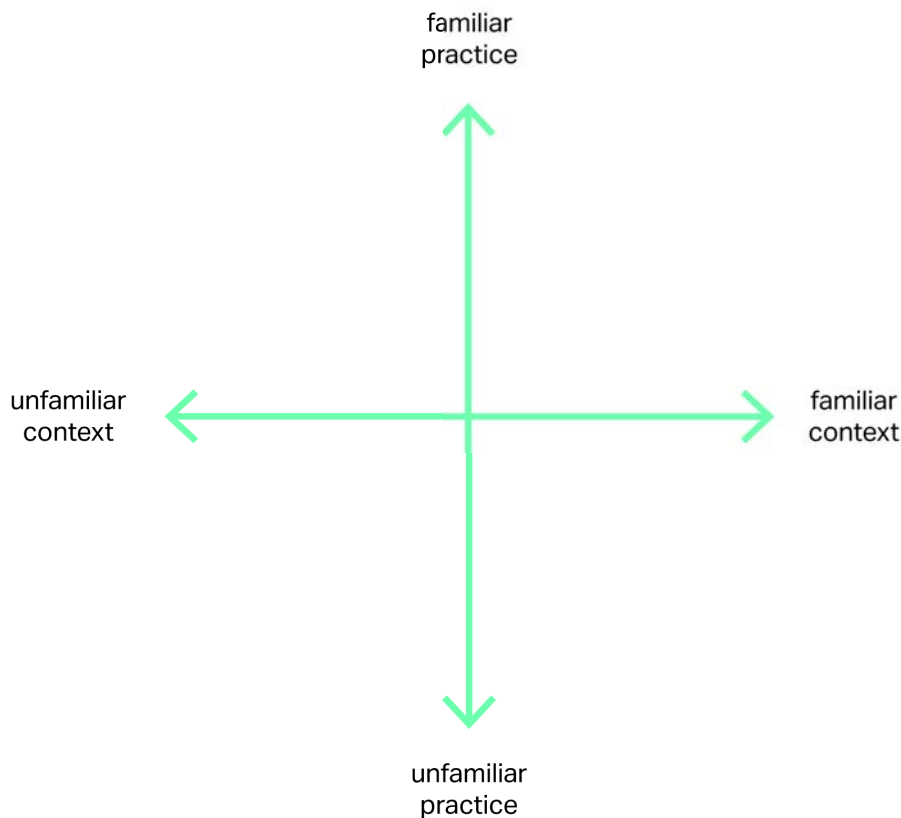 familiar
practice
unfamiliar
context
familiar
context
unfamiliar
practice